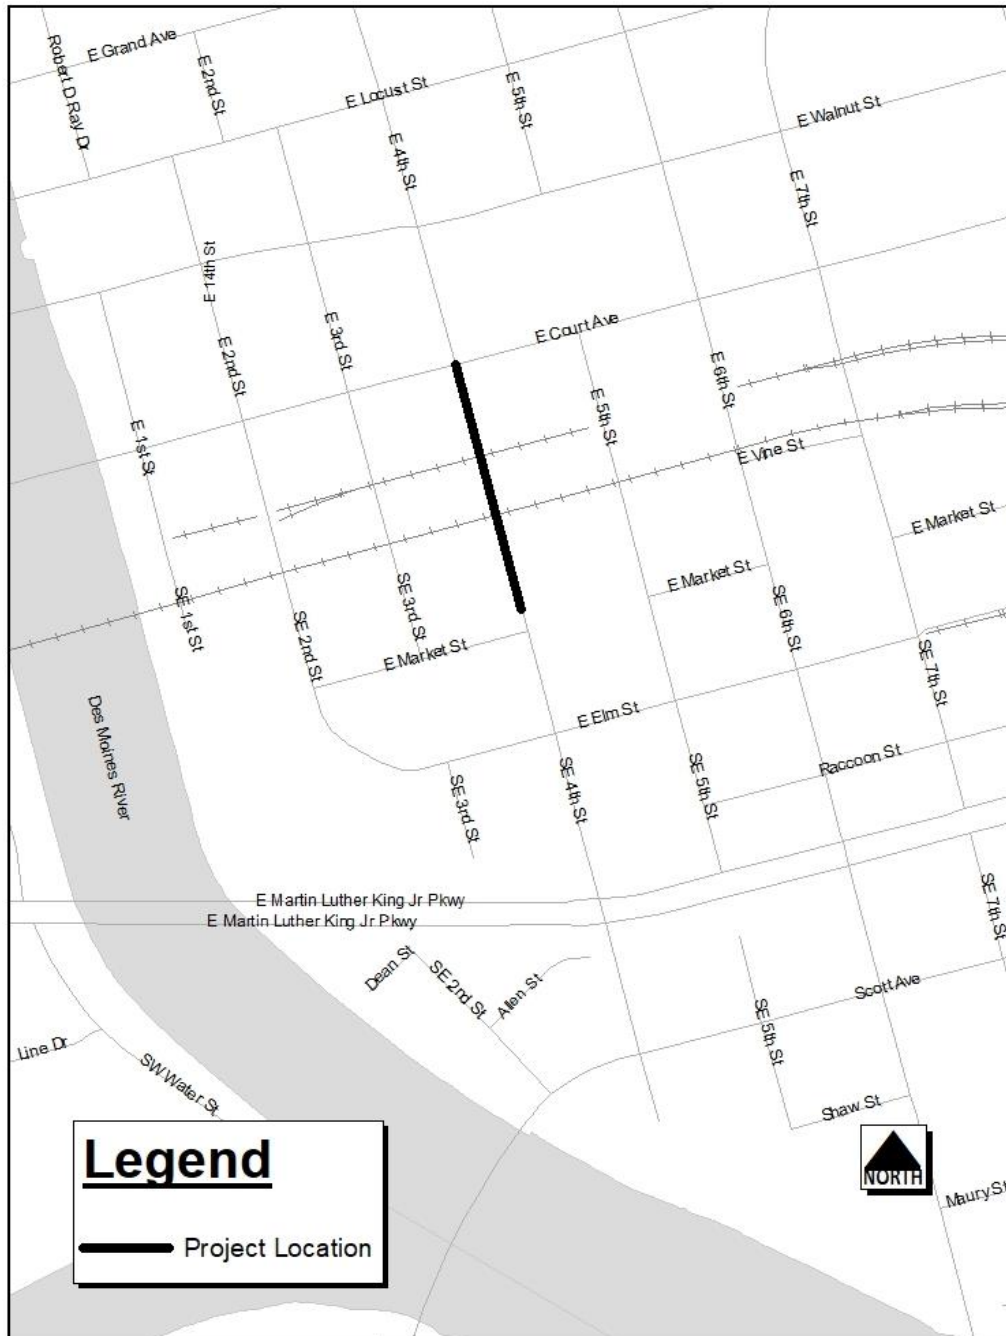 E Grand Ave
Robert D Ray Dr
E 2nd St
E Locust St
E 5th St
E Walnut St
E 4th St
E 7th St
E 14th St
E 3rd St
E Court Ave
E 2nd St
E 6th St
E 5th St
E 1st St
E Vine St
E Market St
E Market St
SE 1st St
SE 3rd St
SE 2nd St
E Market St
SE 6th St
SE 7th St
E Elm St
Des Moines River
Raccoon St
SE 4th St
SE 5th St
SE 3rd St
E Martin Luther King Jr Pkwy
E Martin Luther King Jr Pkwy
SE 7th St
Dean St
SE 2nd St
Allen St
Scott Ave
SE 5th St
Line Dr
SW Water St
Shaw St
Legend
Project Location
NORTH
Maury St